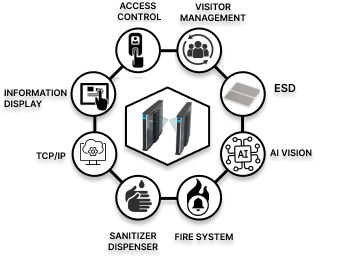 ACCESS
CONTROL
VISITOR
MANAGEMENT
INFORMATION
DISPLAY
ESD
TCP/IP
AI
AI VISION
SANITIZER
DISPENSER
FIRE SYSTEM